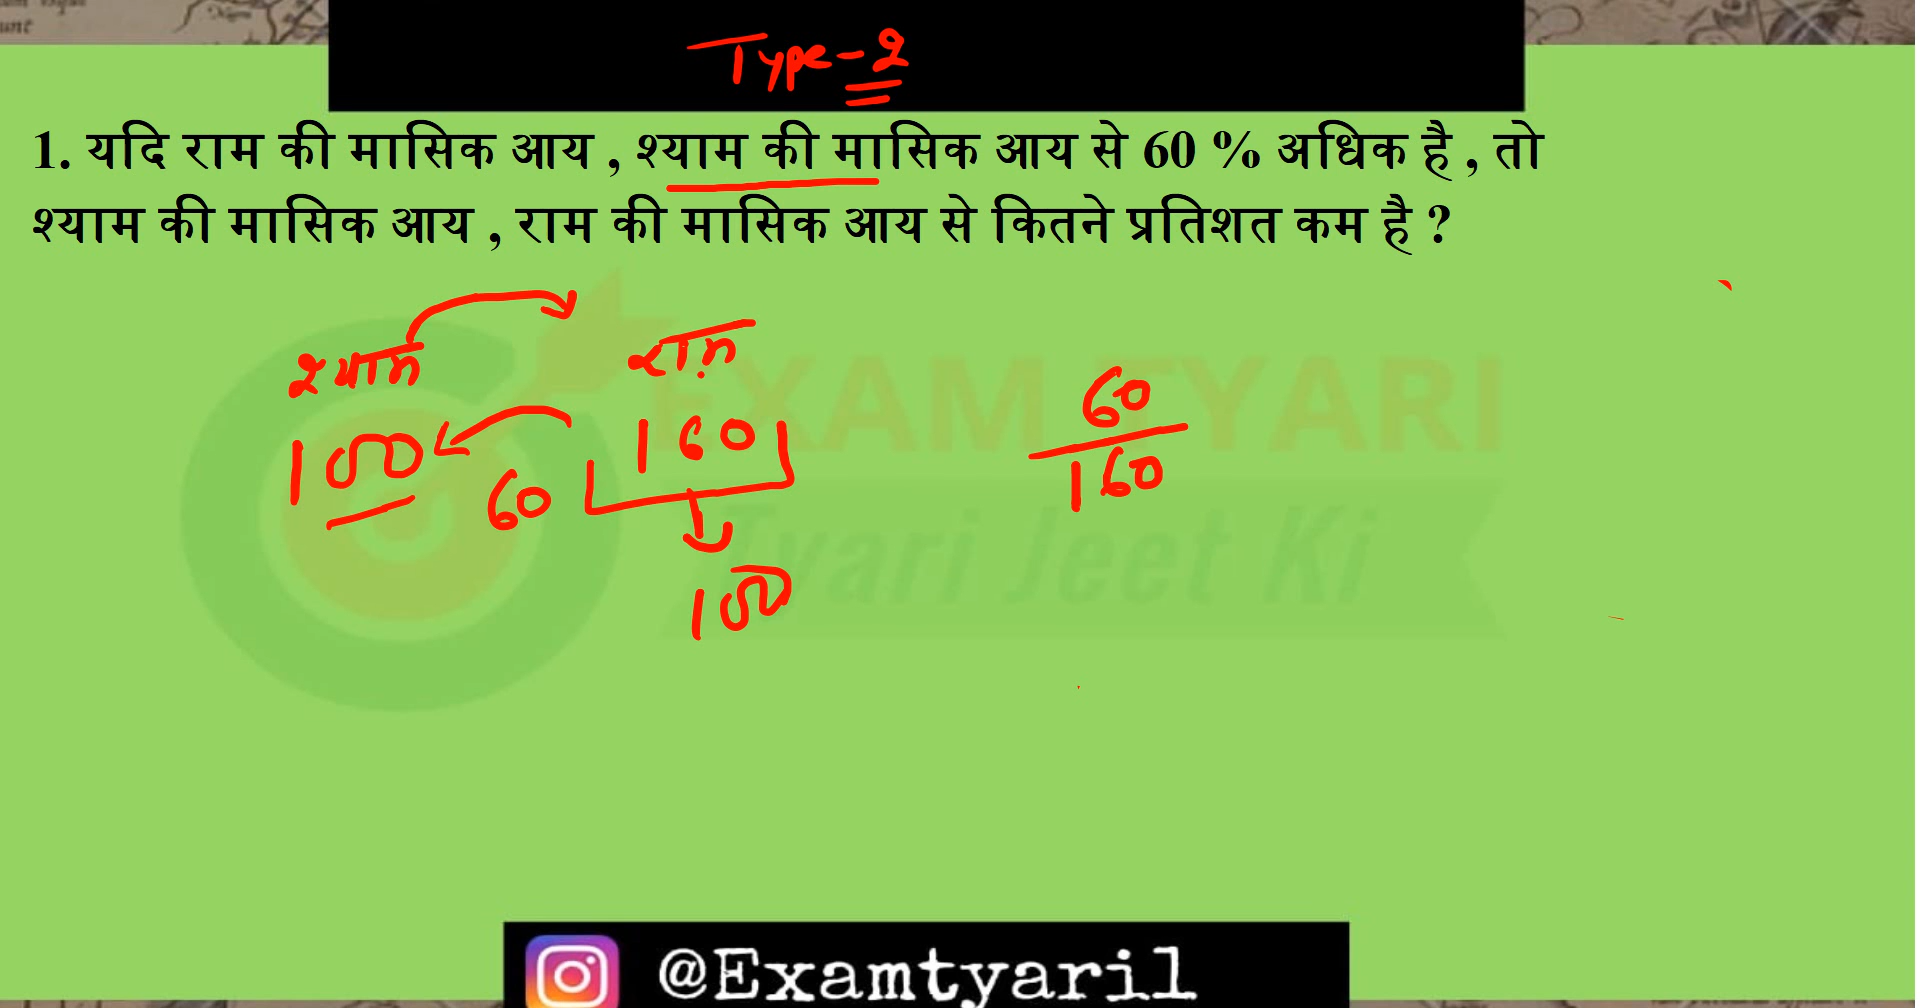 unt
Type-2
1. यदि राम की मासिक आय , श्याम की मासिक आय से 60 % अधिक है , तो
श्याम की मासिक आय , राम की मासिक आय से कितने प्रतिशत कम है ?
श्याम राम
EXAM TYARI
100 160 60
60 160
Tyari Jeet Ki
100
@Examtyari1